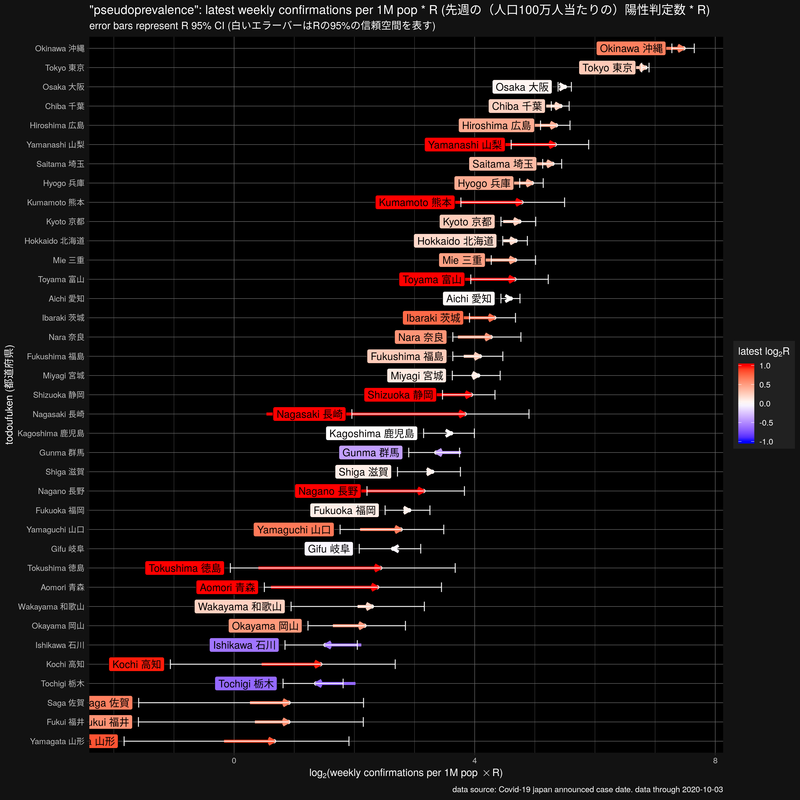 "pseudoprevalence": latest weekly confirmations per 1M pop * R (先週の（人口100万人当たりの）陽性判定数 * R)
error bars represent R 95% CI (白いエラーバーはRの95%の信頼空間を表す)
Okinawa 沖縄 Okinawa 沖縄
Tokyo 東京 Tokyo 東京
Osaka 大阪 Osaka 大阪
Chiba 千葉 Chiba 千葉
Hiroshima 広島 Hiroshima 広島
Yamanashi 山梨 Yamanashi 山梨
Saitama 埼玉 Saitama 埼玉
Hyogo 兵庫 Hyogo 兵庫
Kumamoto 熊本 Kumamoto 熊本
Kyoto 京都 Kyoto 京都
Hokkaido 北海道 Hokkaido 北海道
Mie 三重 Mie 三重
Toyama 富山 Toyama 富山
Aichi 愛知 Aichi 愛知
Ibaraki 茨城 Ibaraki 茨城
Nara 奈良 Nara 奈良
Fukushima 福島 Fukushima 福島
Miyagi 宮城 Miyagi 宮城
Shizuoka 静岡 Shizuoka 静岡
Nagasaki 長崎 Nagasaki 長崎
Kagoshima 鹿児島 Kagoshima 鹿児島
Gunma 群馬 Gunma 群馬
Shiga 滋賀 Shiga 滋賀
Nagano 長野 Nagano 長野
Fukuoka 福岡 Fukuoka 福岡
Yamaguchi 山口 Yamaguchi 山口
Gifu 岐阜 Gifu 岐阜
Tokushima 徳島 Tokushima 徳島
Aomori 青森 Aomori 青森
Wakayama 和歌山 Wakayama 和歌山
Okayama 岡山 Okayama 岡山
Ishikawa 石川 Ishikawa 石川
Kochi 高知 Kochi 高知
Tochigi 栃木 Tochigi 栃木
Saga 佐賀 aga 佐賀
Fukui 福井 ukui 福井
Yamagata 山形 山形
todoufuken (都道府県)
0 4 8
log₂(weekly confirmations per 1M pop × R)
latest log₂R
1.0
0.5
0.0
-0.5
-1.0
data source: Covid-19 japan announced case date. data through 2020-10-03